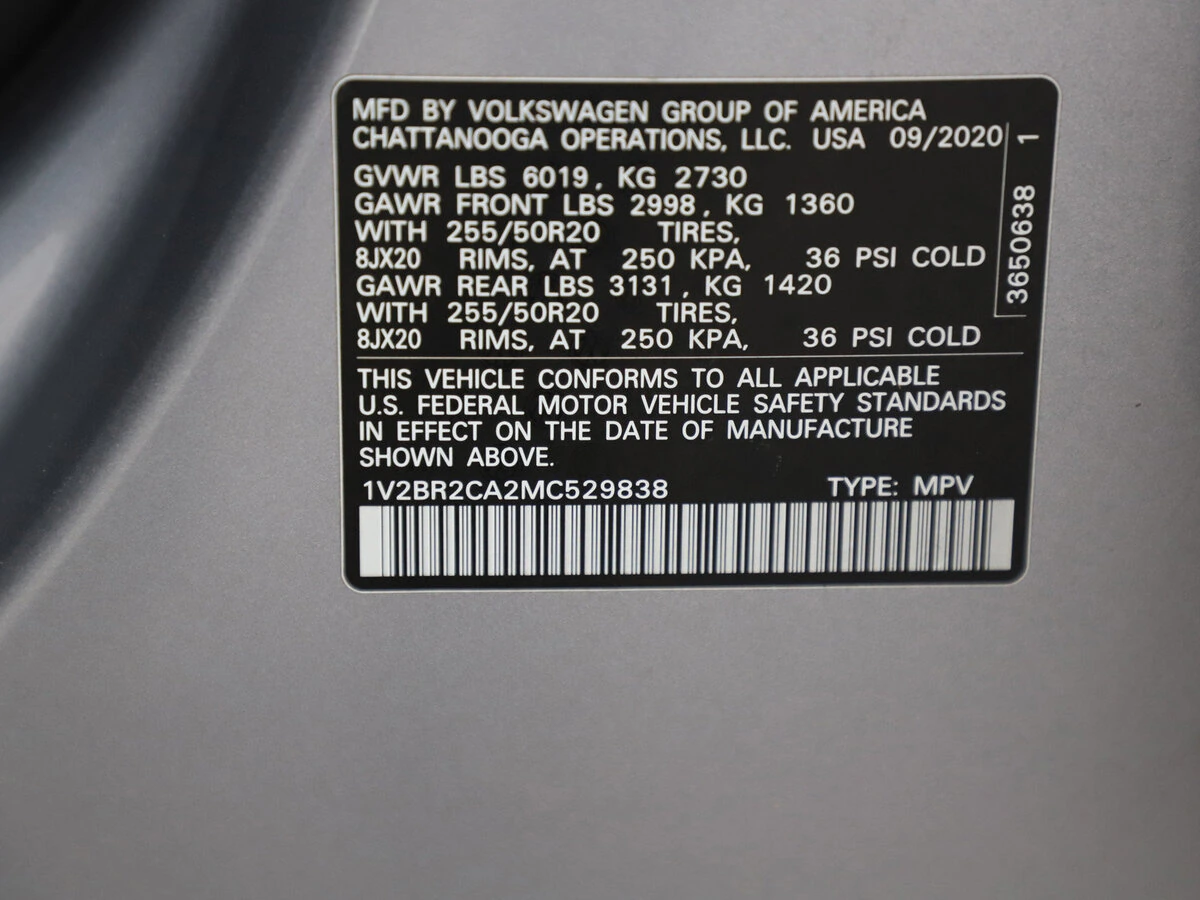 MFD BY VOLKSWAGEN GROUP OF AMERICA
CHATTANOOGA OPERATIONS, LLC. USA 09/2020
GVWR LBS 6019, KG 2730
GAWR FRONT LBS 2998, KG 1360
WITH 255/50R20 TIRES,
8JX20 RIMS, AT 250 KPA, 36 PSI COLD
GAWR REAR LBS 3131, KG 1420
WITH 255/50R20 TIRES,
8JX20 RIMS, AT 250 KPA, 36 PSI COLD
3650638 1
THIS VEHICLE CONFORMS TO ALL APPLICABLE
U.S. FEDERAL MOTOR VEHICLE SAFETY STANDARDS
IN EFFECT ON THE DATE OF MANUFACTURE
SHOWN ABOVE.
1V2BR2CA2MC529838 TYPE: MPV